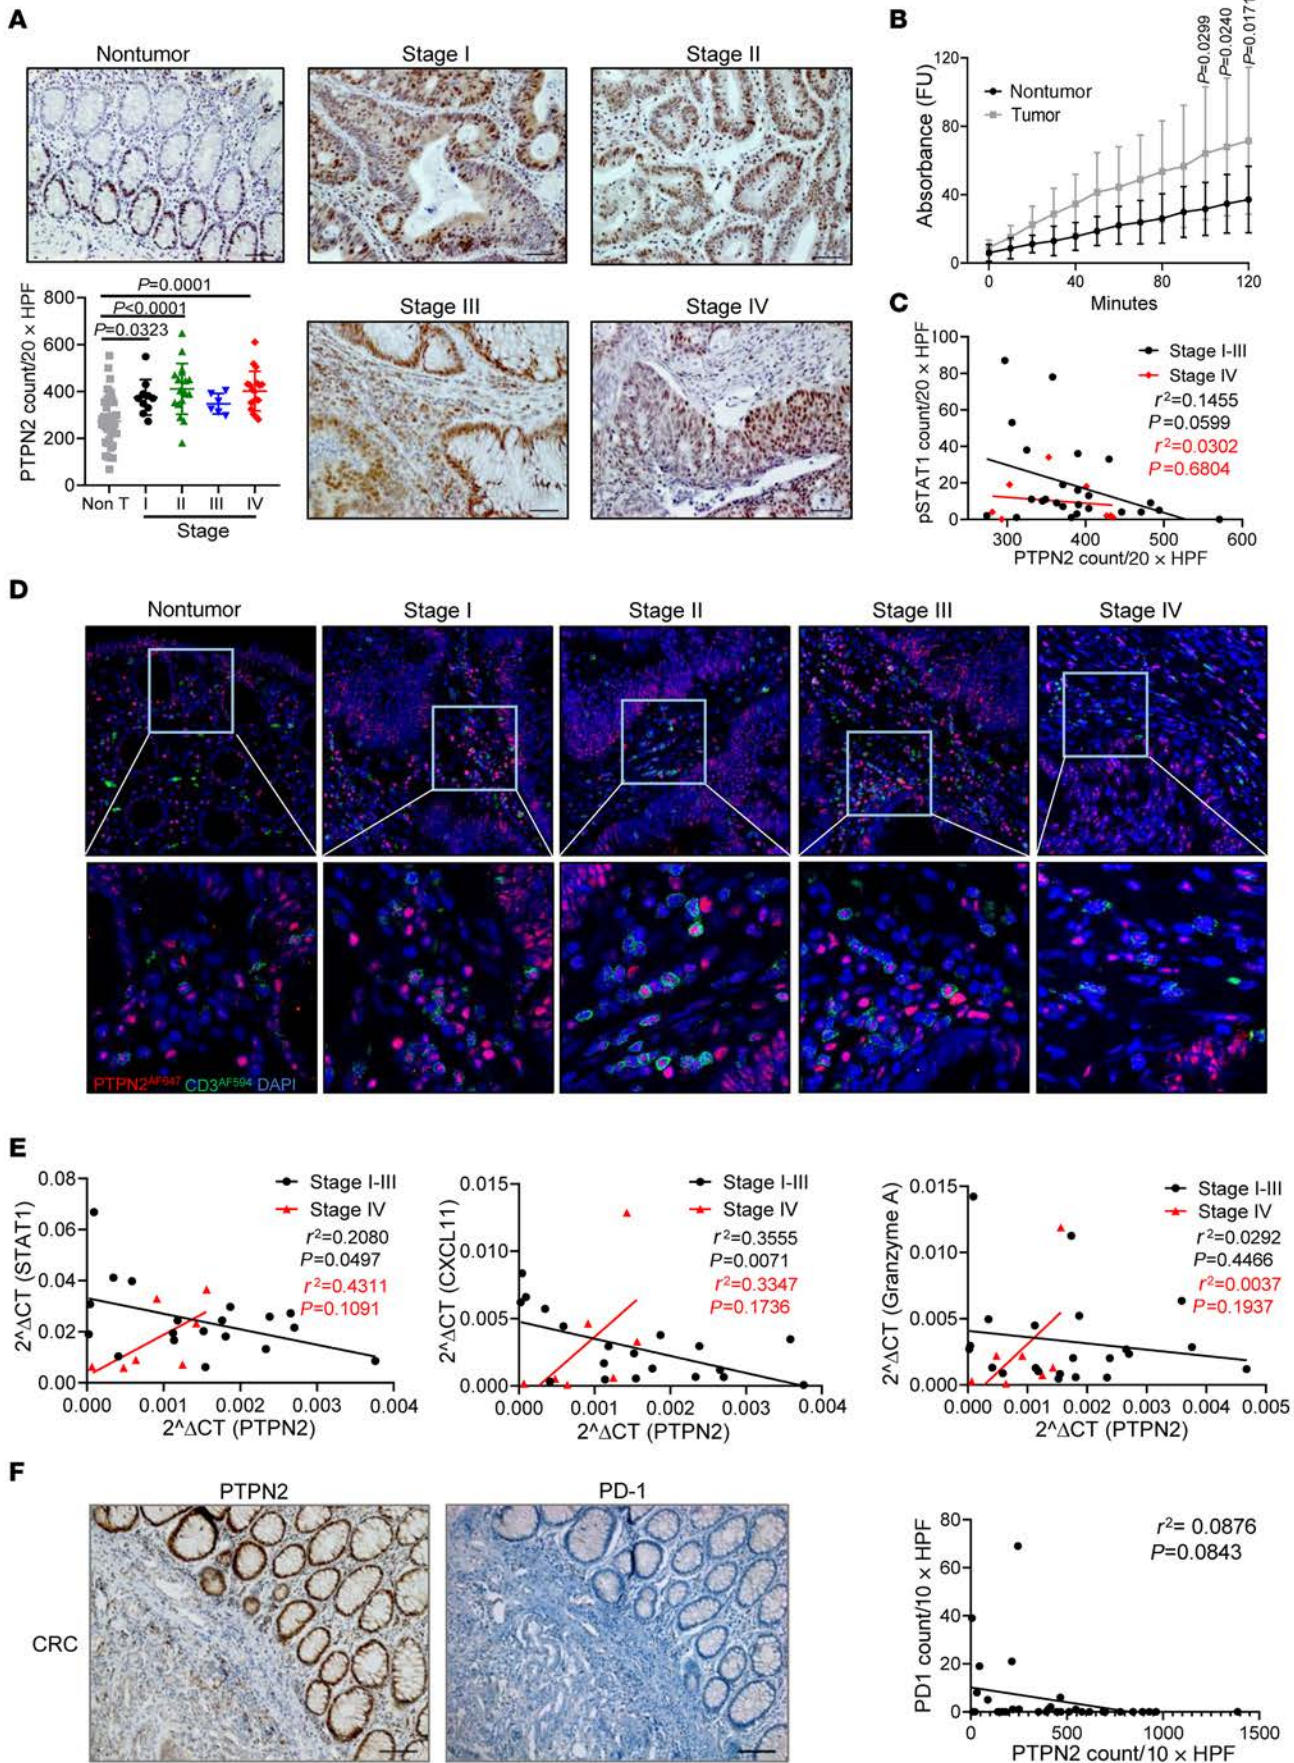 A
Nontumor
Stage I
Stage II
PTPN2 count/20 × HPF
800
600
400
200
0
P=0.0001
P<0.0001
P=0.0323
Non T I II III IV
Stage
Stage III
Stage IV
B
Absorbance (FU)
120
80
40
0
Nontumor
Tumor
P=0.0299
P=0.0240
P=0.0171
0 40 80 120
Minutes
C
pSTAT1 count/20 × HPF
100
80
60
40
20
0
Stage I-III
Stage IV
r²=0.1455
P=0.0599
r²=0.0302
P=0.6804
300 400 500 600
PTPN2 count/20 × HPF
D
Nontumor
Stage I
Stage II
Stage III
Stage IV
PTPN2AF647 CD3AF594 DAPI
E
2^ΔCT (STAT1)
0.08
0.06
0.04
0.02
0.00
Stage I-III
Stage IV
r²=0.2080
P=0.0497
r²=0.4311
P=0.1091
0.000 0.001 0.002 0.003 0.004
2^ΔCT (PTPN2)
2^ΔCT (CXCL11)
0.015
0.010
0.005
0.000
Stage I-III
Stage IV
r²=0.3555
P=0.0071
r²=0.3347
P=0.1736
0.000 0.001 0.002 0.003 0.004
2^ΔCT (PTPN2)
2^ΔCT (Granzyme A)
0.015
0.010
0.005
0.000
Stage I-III
Stage IV
r²=0.0292
P=0.4466
r²=0.0037
P=0.1937
0.000 0.001 0.002 0.003 0.004 0.005
2^ΔCT (PTPN2)
F
PTPN2
PD-1
CRC
PD1 count/10 × HPF
80
60
40
20
0
r²= 0.0876
P=0.0843
0 500 1000 1500
PTPN2 count/10 × HPF